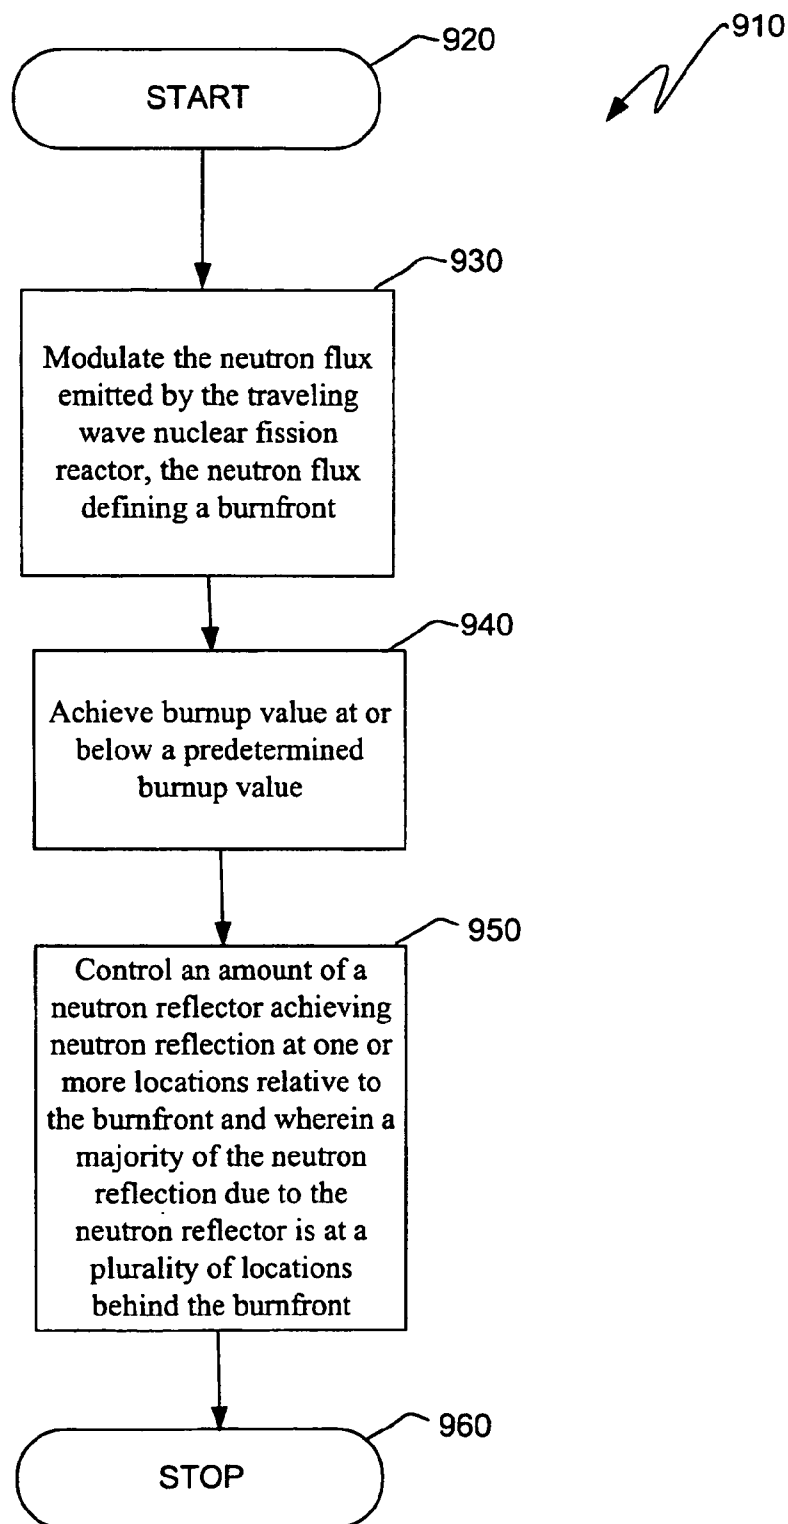 920
910
START
930
Modulate the neutron flux
emitted by the traveling
wave nuclear fission
reactor, the neutron flux
defining a burnfront
940
Achieve burnup value at or
below a predetermined
burnup value
950
Control an amount of a
neutron reflector achieving
neutron reflection at one or
more locations relative to
the burnfront and wherein a
majority of the neutron
reflection due to the
neutron reflector is at a
plurality of locations
behind the burnfront
960
STOP